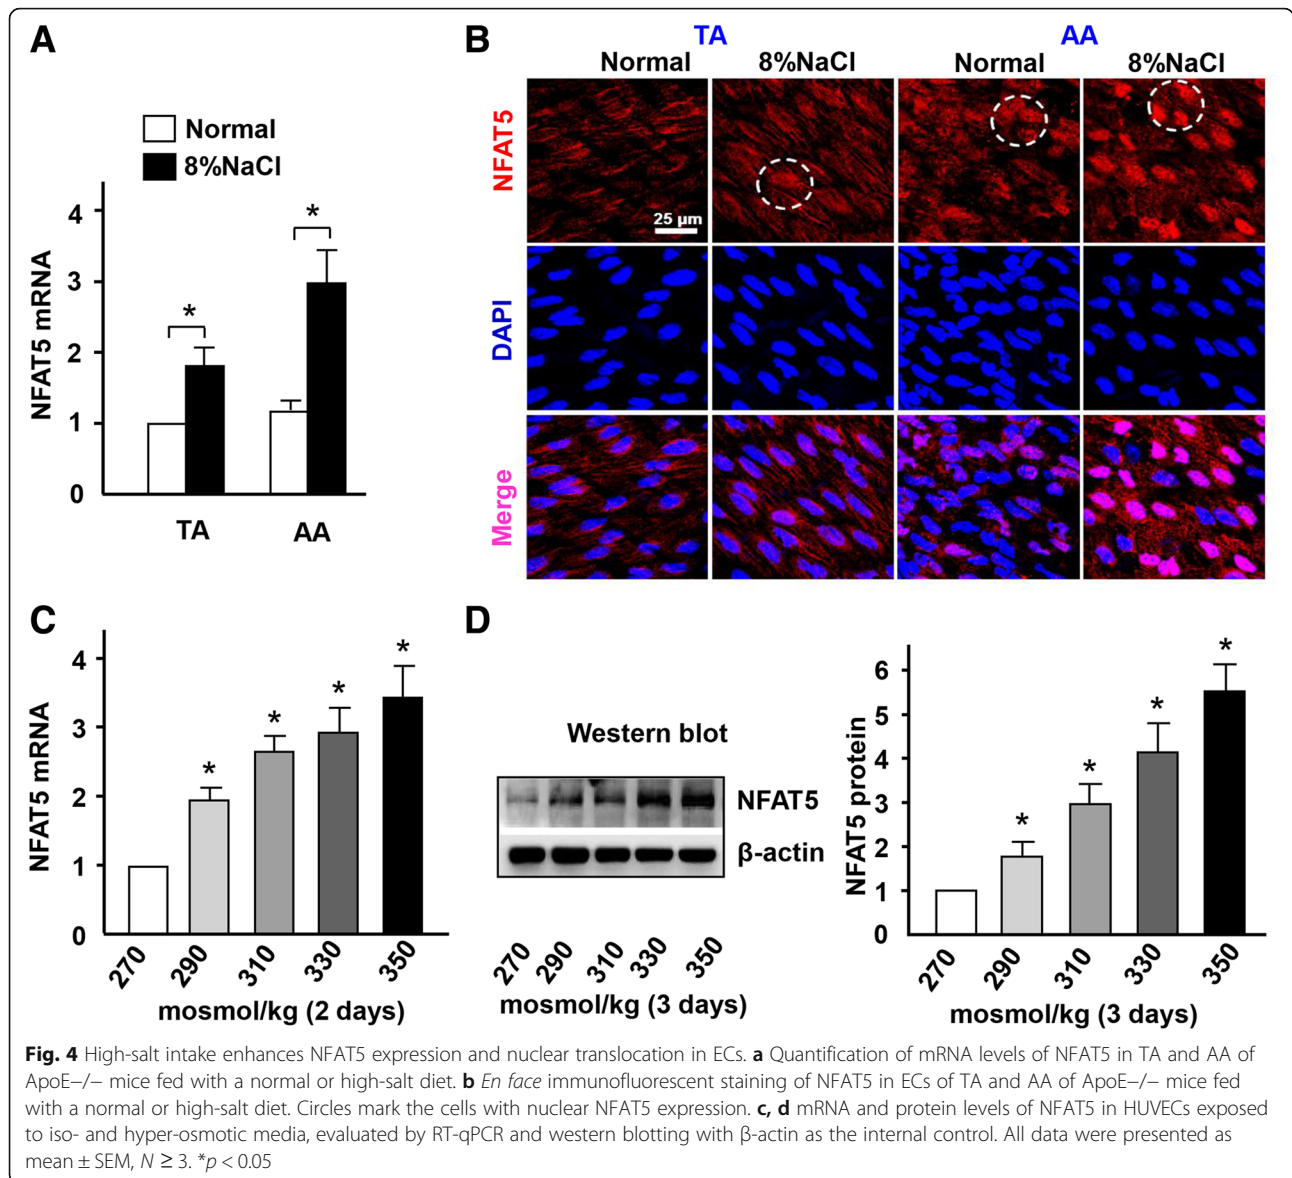 A
Normal
8%NaCl
NFAT5 mRNA
4
3
2
1
0
*
*
TA
AA
B
TA
AA
Normal
8%NaCl
Normal
8%NaCl
NFAT5
DAPI
Merge
25 μm
C
NFAT5 mRNA
4
3
2
1
0
*
*
*
*
270
290
310
330
350
mosmol/kg (2 days)
D
Western blot
NFAT5
β-actin
270
290
310
330
350
mosmol/kg (3 days)
NFAT5 protein
6
5
4
3
2
1
0
*
*
*
*
270
290
310
330
350
mosmol/kg (3 days)
Fig. 4 High-salt intake enhances NFAT5 expression and nuclear translocation in ECs. a Quantification of mRNA levels of NFAT5 in TA and AA of
ApoE−/− mice fed with a normal or high-salt diet. b En face immunofluorescent staining of NFAT5 in ECs of TA and AA of ApoE−/− mice fed
with a normal or high-salt diet. Circles mark the cells with nuclear NFAT5 expression. c, d mRNA and protein levels of NFAT5 in HUVECs exposed
to iso- and hyper-osmotic media, evaluated by RT-qPCR and western blotting with β-actin as the internal control. All data were presented as
mean ± SEM, N ≥ 3. *p < 0.05